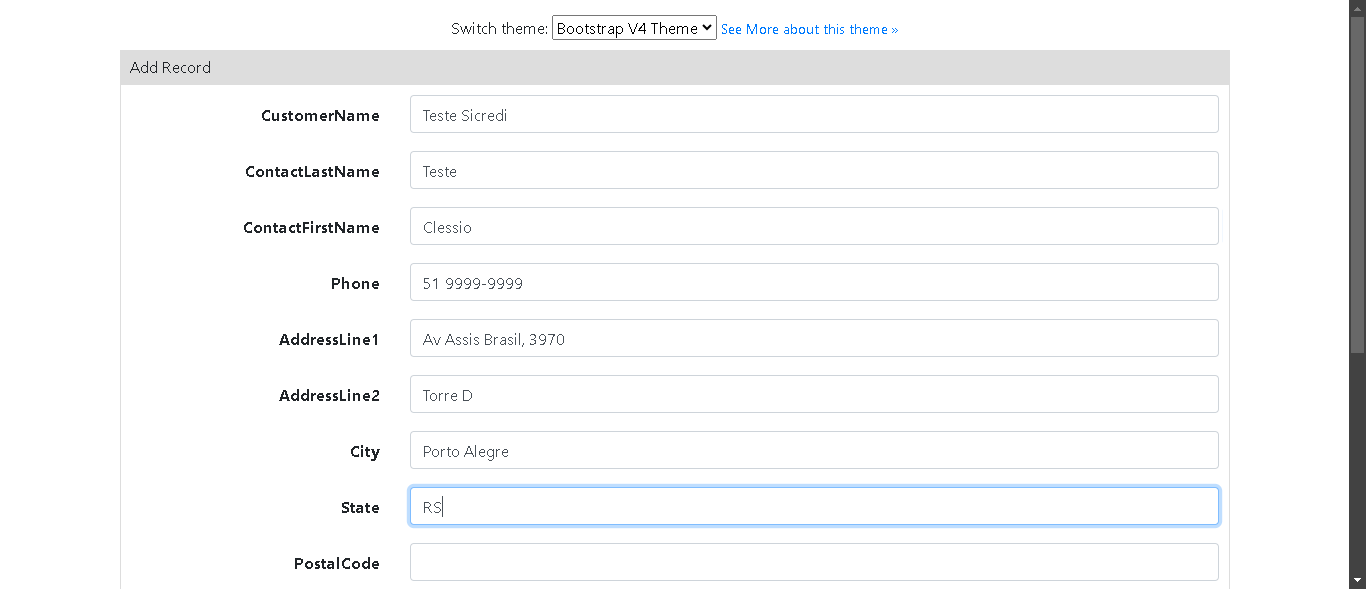 Switch theme: Bootstrap V4 Theme See More about this theme »
Add Record
CustomerName Teste Sicredi
ContactLastName Teste
ContactFirstName Clessio
Phone 51 9999-9999
AddressLine1 Av Assis Brasil, 3970
AddressLine2 Torre D
City Porto Alegre
State RS
PostalCode